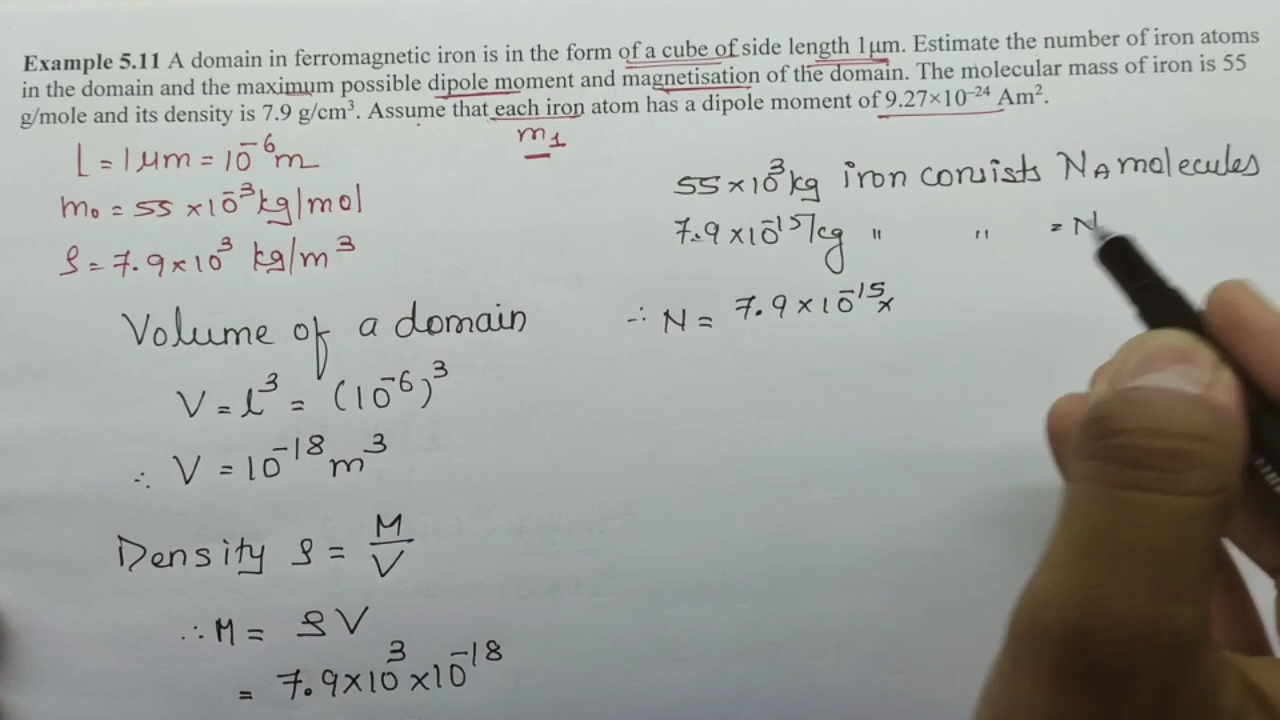 Example 5.11 A domain in ferromagnetic iron is in the form of a cube of side length 1μm. Estimate the number of iron atoms
in the domain and the maximum possible dipole moment and magnetisation of the domain. The molecular mass of iron is 55
g/mole and its density is 7.9 g/cm³. Assume that each iron atom has a dipole moment of 9.27×10⁻²⁴ Am².
m₁
l = 1 μm = 10⁻⁶ m
m₀ = 55 × 10⁻³ kg/mol
ρ = 7.9 × 10³ kg/m³
Volume of a domain
V = l³ = (10⁻⁶)³
∴ V = 10⁻¹⁸ m³
Density ρ = M/V
∴ M = ρV
= 7.9 × 10³ × 10⁻¹⁸
55 × 10³ kg iron consists N_A molecules
7.9 × 10⁻¹⁵ kg " " = N
∴ N = 7.9 × 10⁻¹⁵ ×